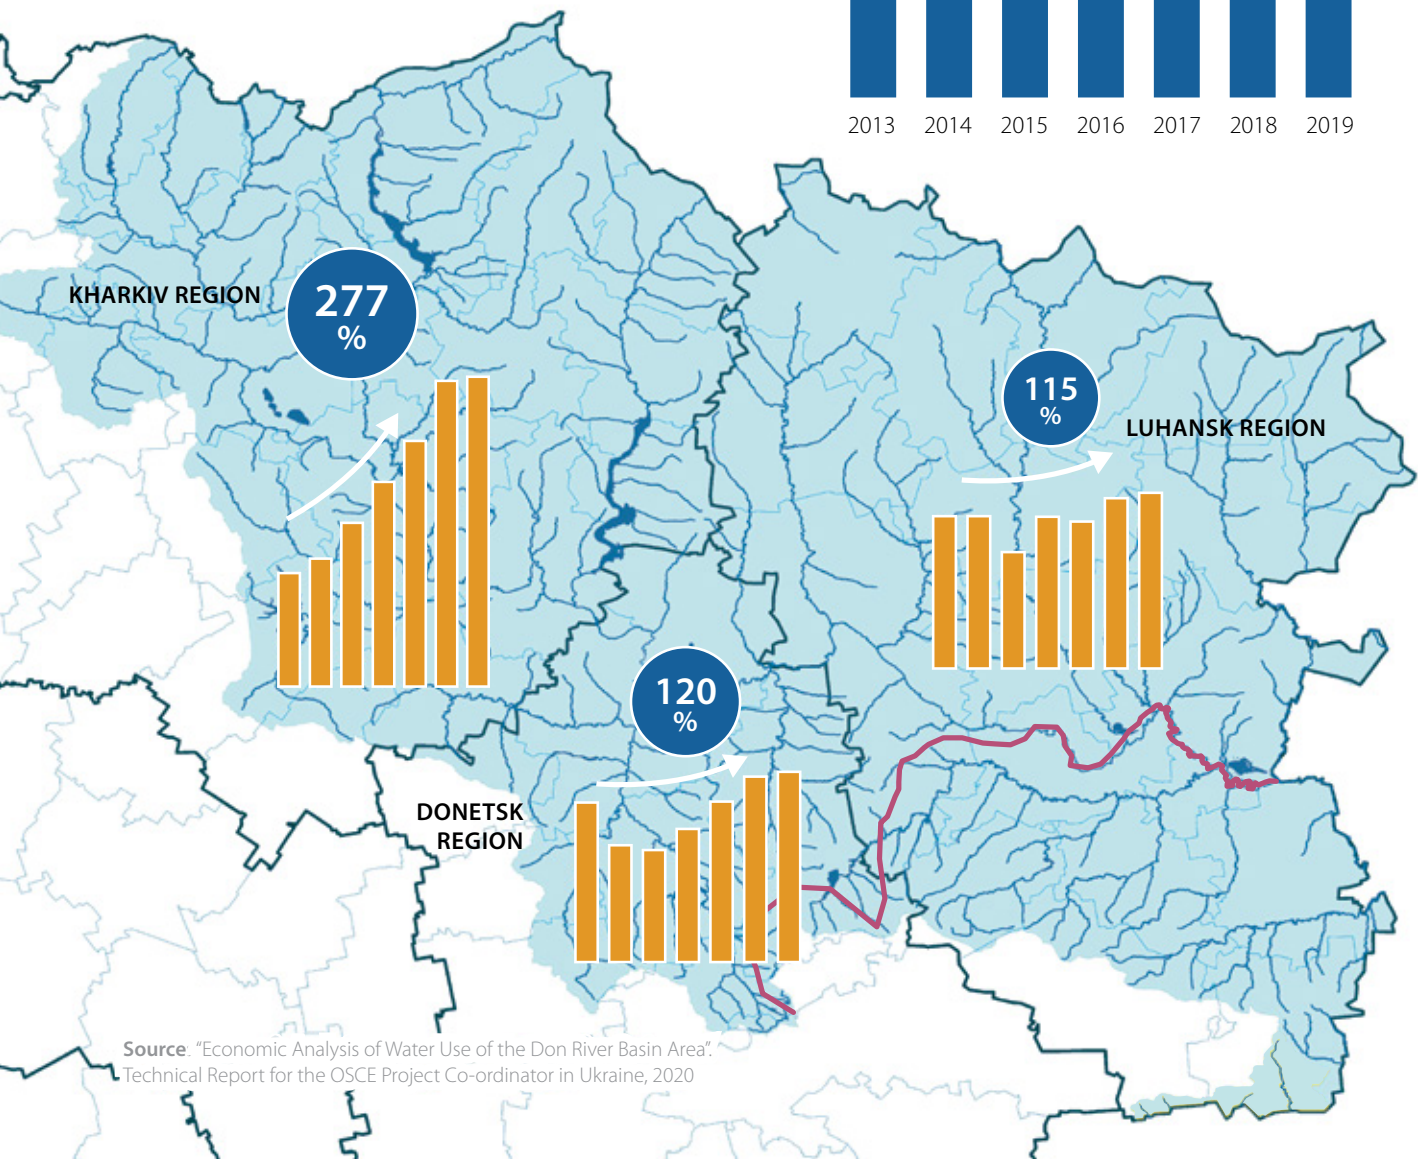 2013 2014 2015 2016 2017 2018 2019
KHARKIV REGION
277
%
115
%
LUHANSK REGION
120
%
DONETSK
REGION
Source. “Economic Analysis of Water Use of the Don River Basin Area”.
Technical Report for the OSCE Project Co-ordinator in Ukraine, 2020